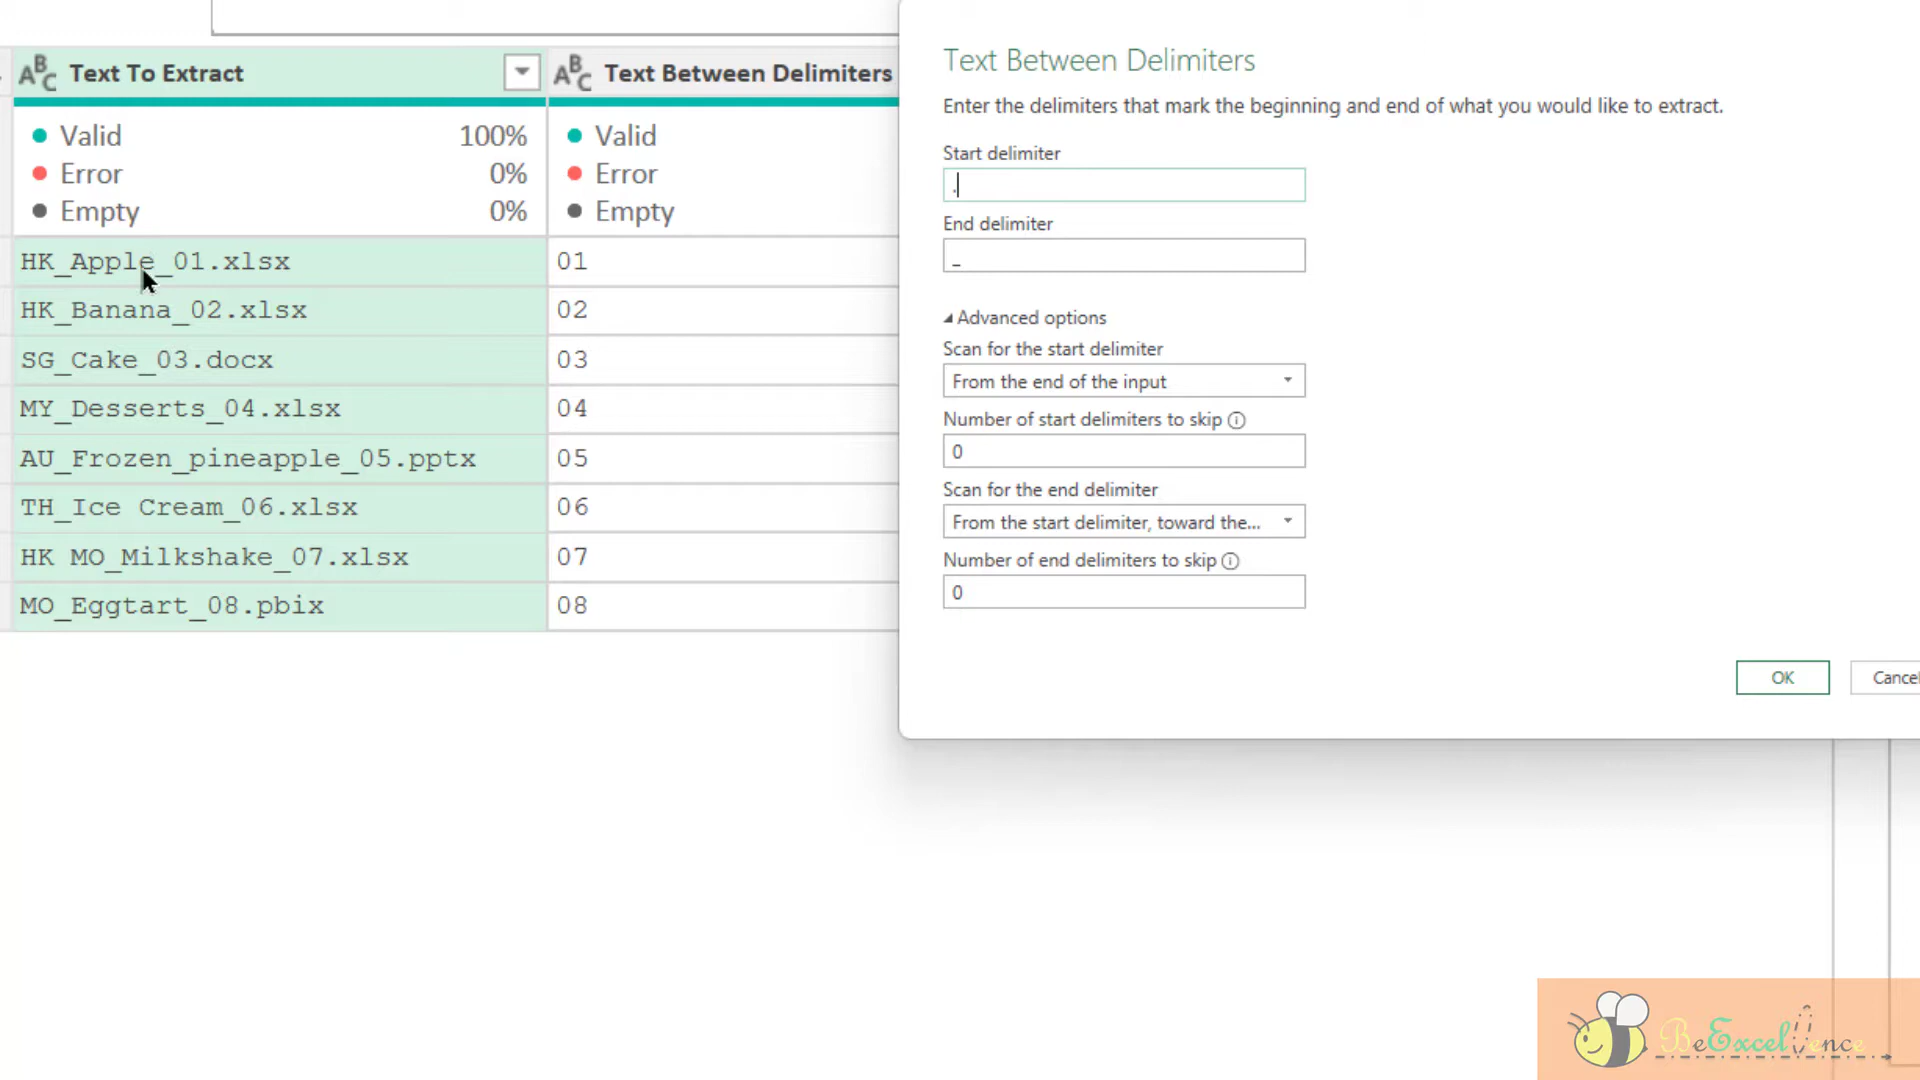 ABC Text To Extract
ABC Text Between Delimiters
Valid 100%
Error 0%
Empty 0%
Valid
Error
Empty
HK_Apple_01.xlsx 01
HK_Banana_02.xlsx 02
SG_Cake_03.docx 03
MY_Desserts_04.xlsx 04
AU_Frozen_pineapple_05.pptx 05
TH_Ice Cream_06.xlsx 06
HK MO_Milkshake_07.xlsx 07
MO_Eggtart_08.pbix 08
Text Between Delimiters
Enter the delimiters that mark the beginning and end of what you would like to extract.
Start delimiter
.
End delimiter
_
Advanced options
Scan for the start delimiter
From the end of the input
Number of start delimiters to skip
0
Scan for the end delimiter
From the start delimiter, toward the...
Number of end delimiters to skip
0
OK
Cancel
BeExcellence